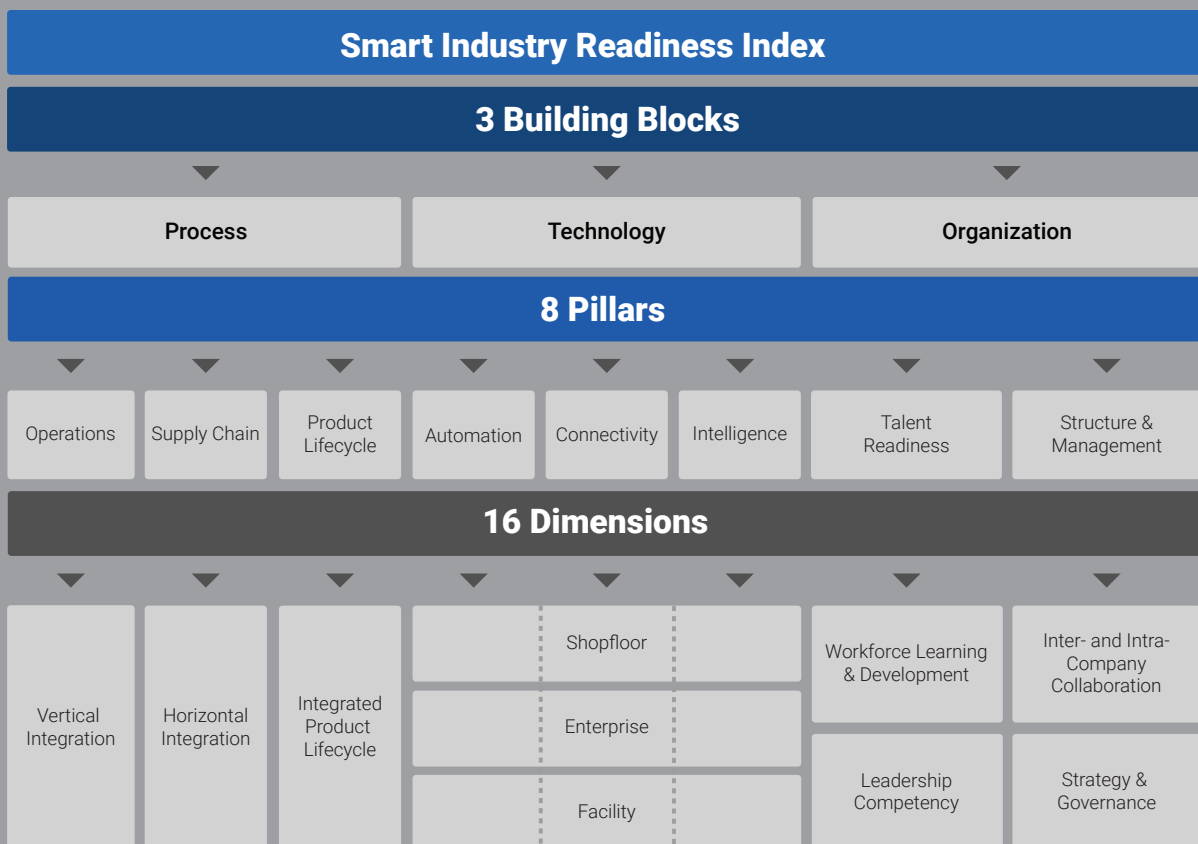 Smart Industry Readiness Index
3 Building Blocks
Process
Technology
Organization
8 Pillars
Operations
Supply Chain
Product
Lifecycle
Automation
Connectivity
Intelligence
Talent
Readiness
Structure &
Management
16 Dimensions
Vertical
Integration
Horizontal
Integration
Integrated
Product
Lifecycle
Shopfloor
Enterprise
Facility
Workforce Learning
& Development
Leadership
Competency
Inter- and Intra-
Company
Collaboration
Strategy &
Governance